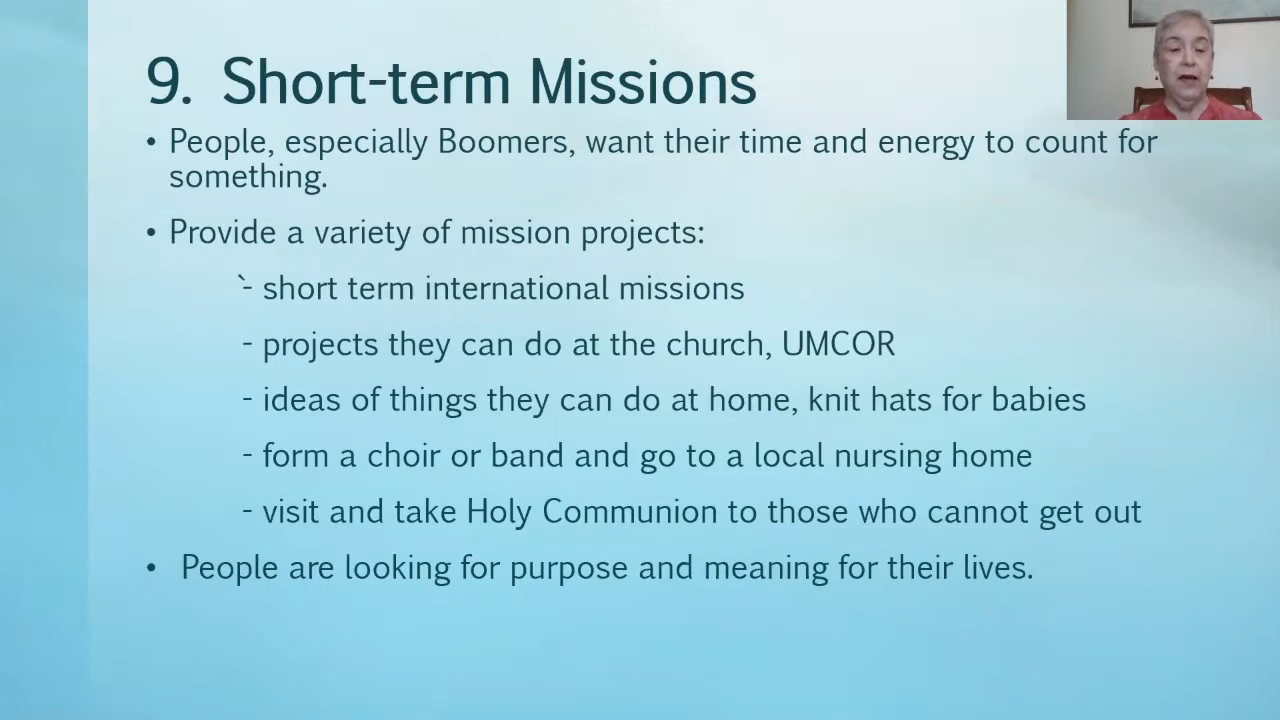 9. Short-term Missions
• People, especially Boomers, want their time and energy to count for
something.
• Provide a variety of mission projects:
`- short term international missions
- projects they can do at the church, UMCOR
- ideas of things they can do at home, knit hats for babies
- form a choir or band and go to a local nursing home
- visit and take Holy Communion to those who cannot get out
• People are looking for purpose and meaning for their lives.